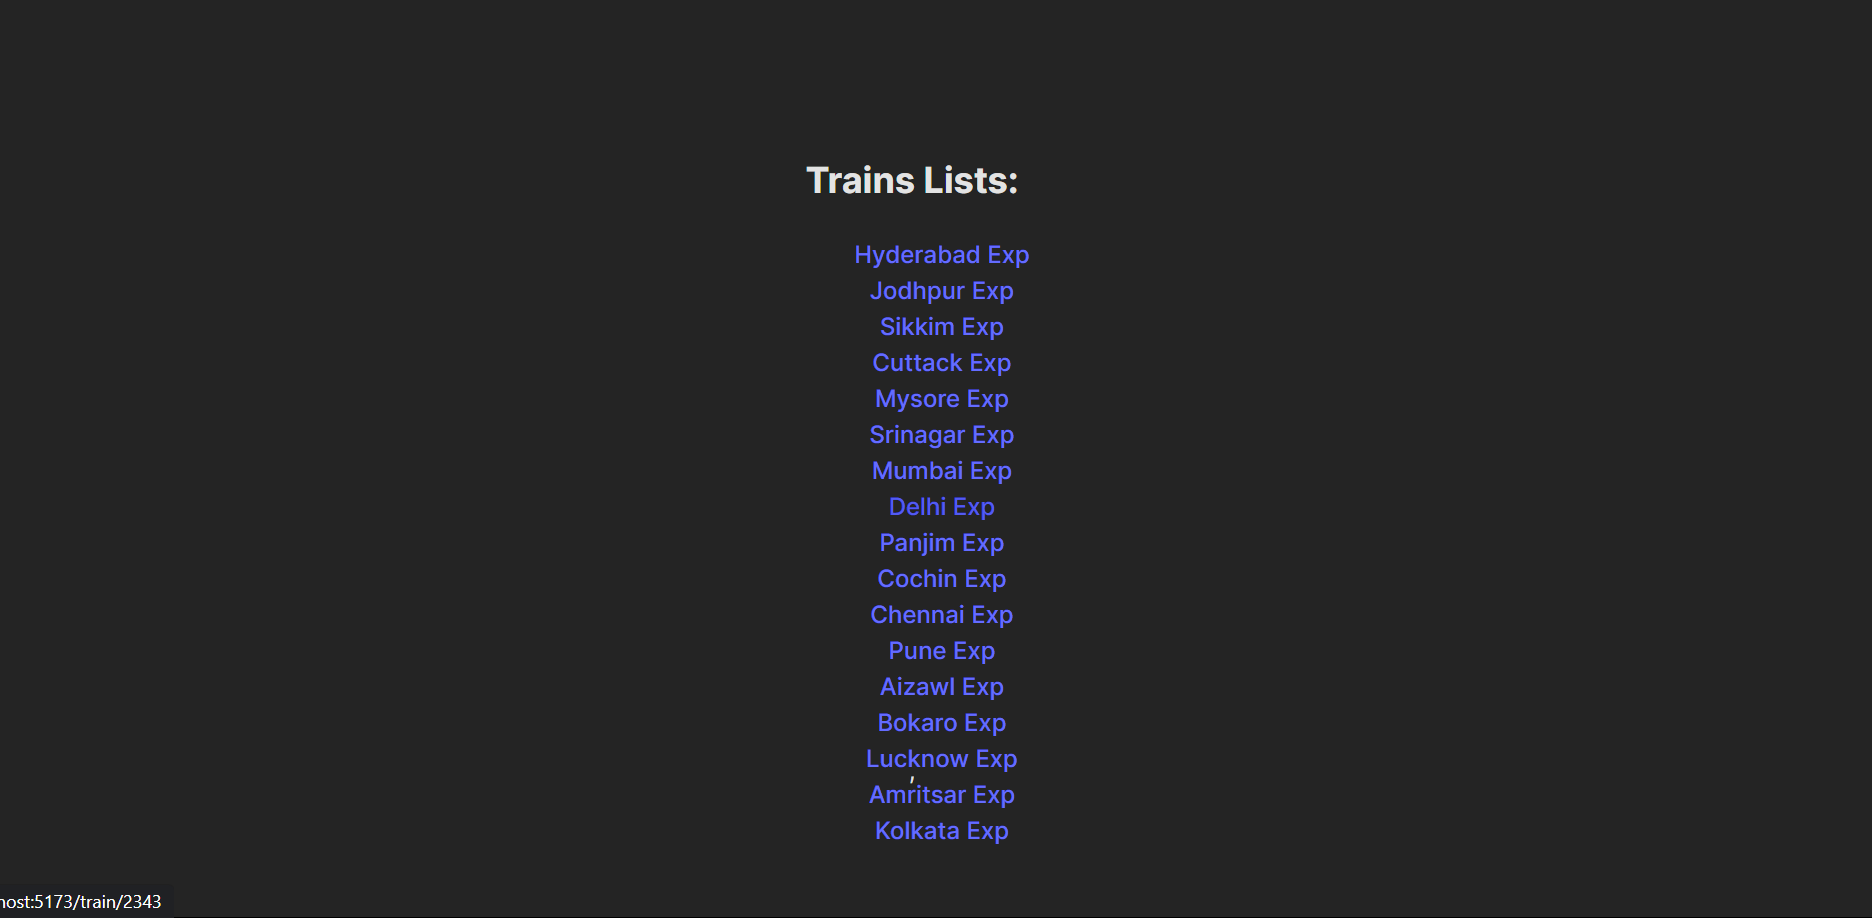 Trains Lists:
Hyderabad Exp
Jodhpur Exp
Sikkim Exp
Cuttack Exp
Mysore Exp
Srinagar Exp
Mumbai Exp
Delhi Exp
Panjim Exp
Cochin Exp
Chennai Exp
Pune Exp
Aizawl Exp
Bokaro Exp
Lucknow Exp
,
Amritsar Exp
Kolkata Exp
host:5173/train/2343